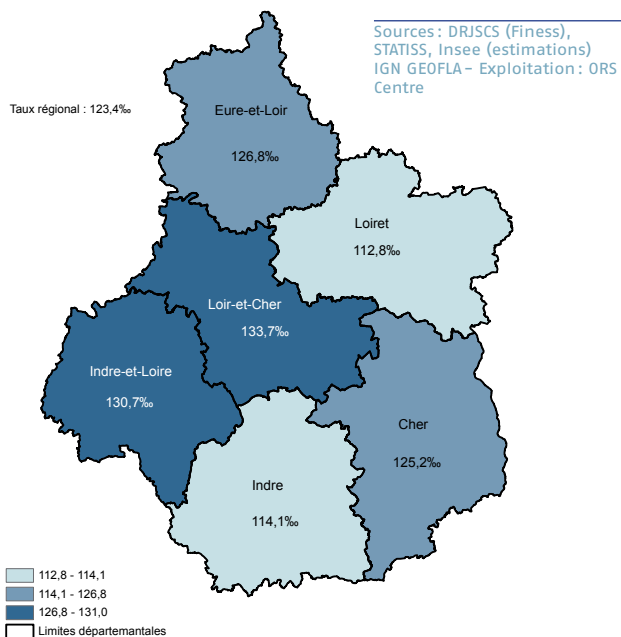 Sources : DRJSCS (Finess),
STATISS, Insee (estimations)
IGN GEOFLA – Exploitation : ORS
Centre
Taux régional : 123,4‰
Eure-et-Loir
126,8‰
Loiret
112,8‰
Loir-et-Cher
133,7‰
Indre-et-Loire
130,7‰
Cher
125,2‰
Indre
114,1‰
112,8 - 114,1
114,1 - 126,8
126,8 - 131,0
Limites départemantales